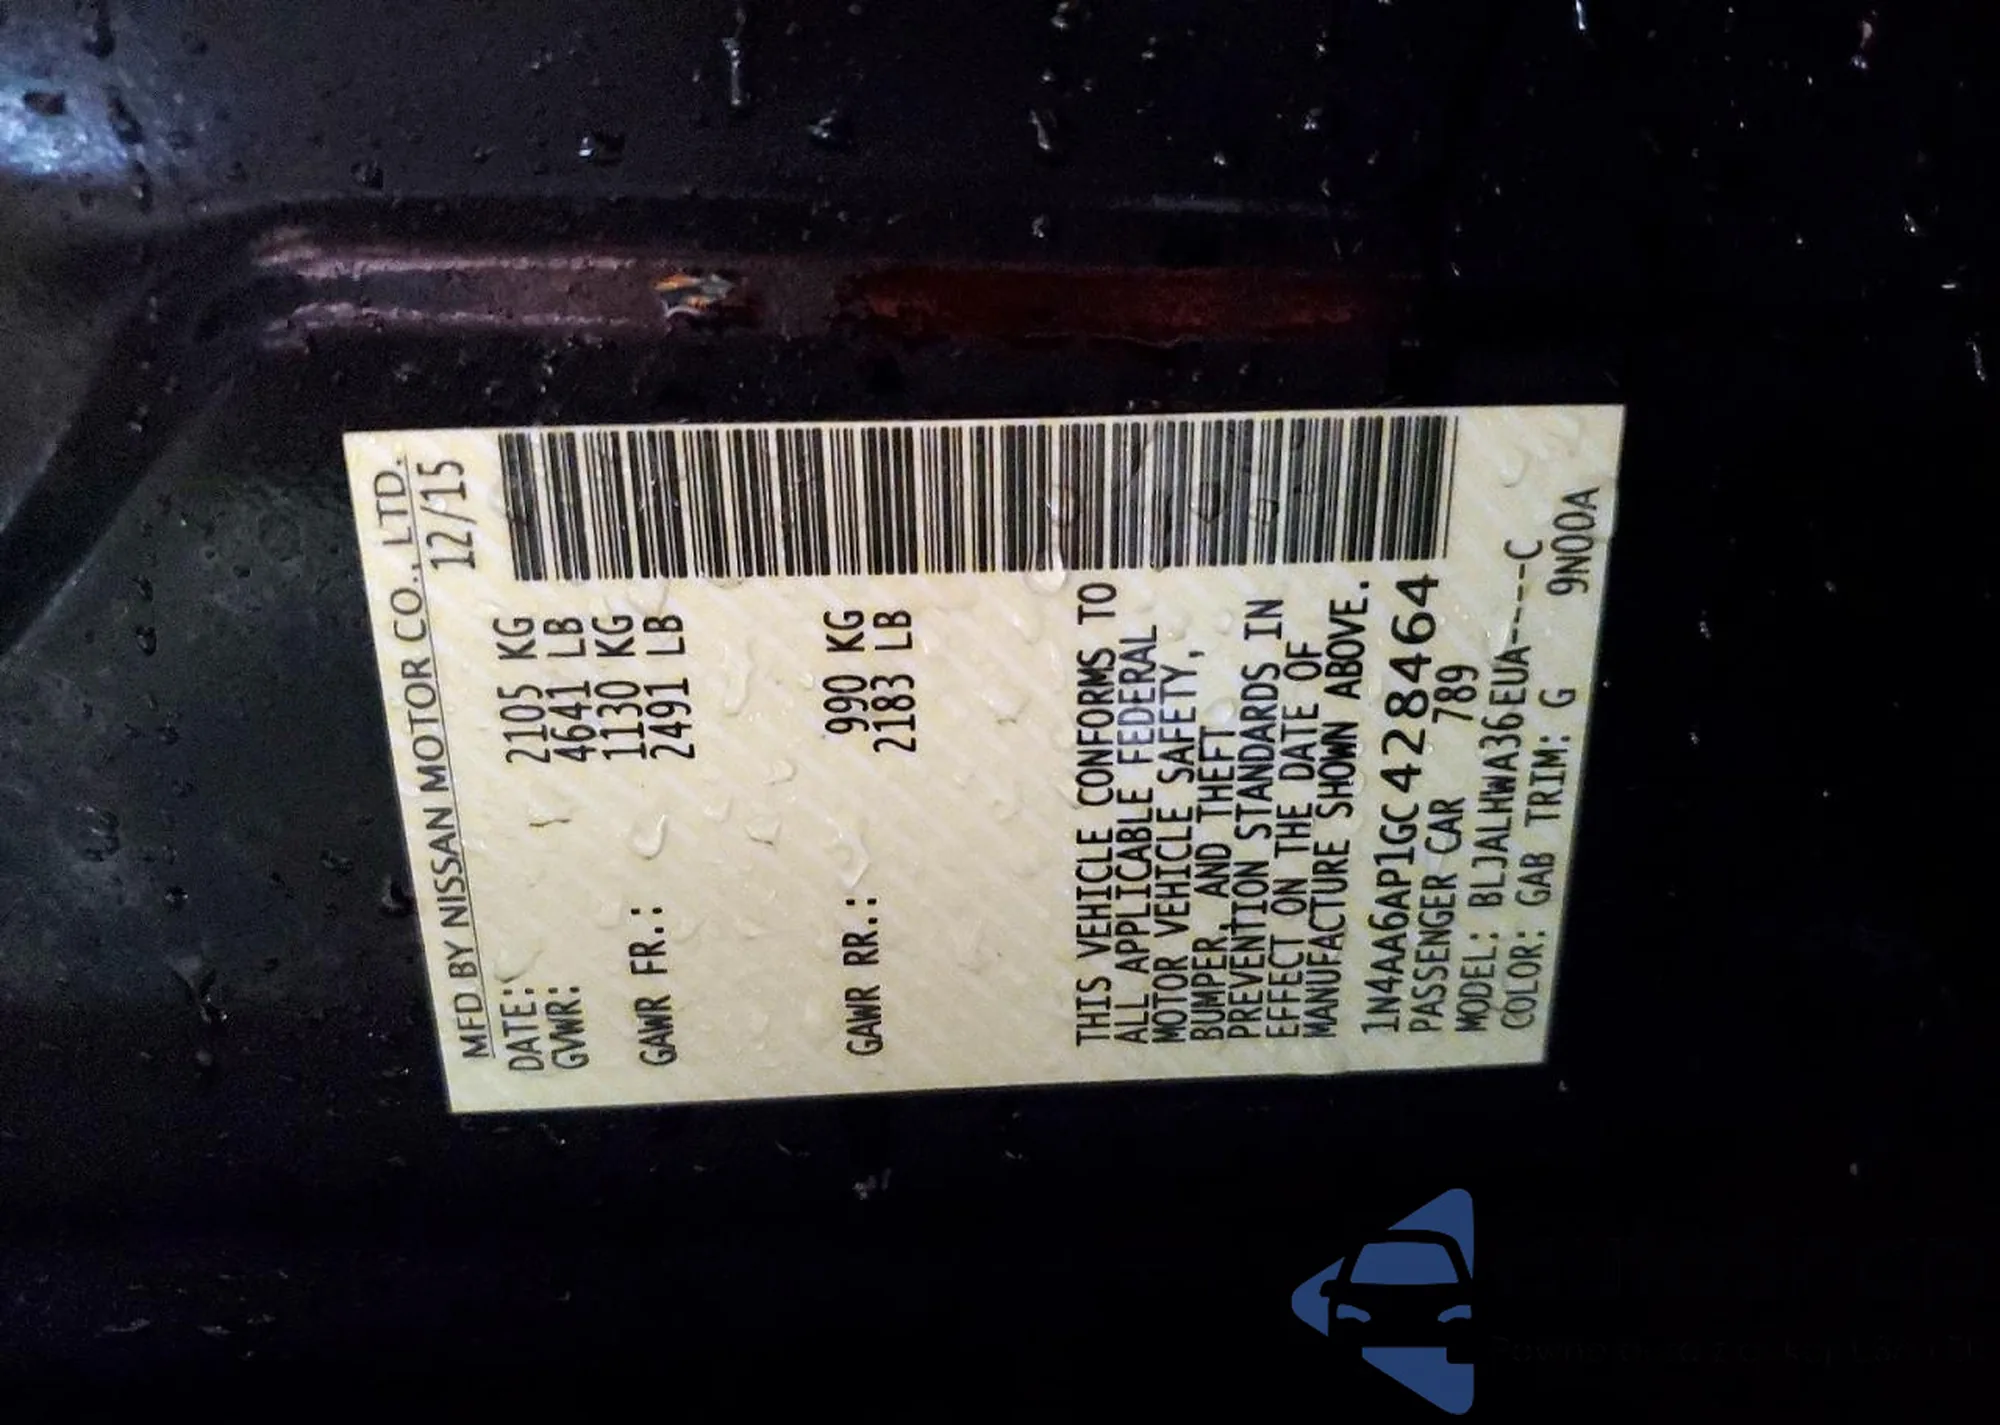 MFD BY NISSAN MOTOR CO., LTD.
DATE: 12/15
GVWR: 2105 KG
4641 LB
GAWR FR.: 1130 KG
2491 LB
GAWR RR.: 990 KG
2183 LB
THIS VEHICLE CONFORMS TO
ALL APPLICABLE FEDERAL
MOTOR VEHICLE SAFETY,
BUMPER, AND THEFT
PREVENTION STANDARDS IN
EFFECT ON THE DATE OF
MANUFACTURE SHOWN ABOVE.
1N4AA6AP1GC428464
PASSENGER CAR 789
MODEL: BLJALHWA36EUA-----C
COLOR: GAB TRIM: G 9N00A